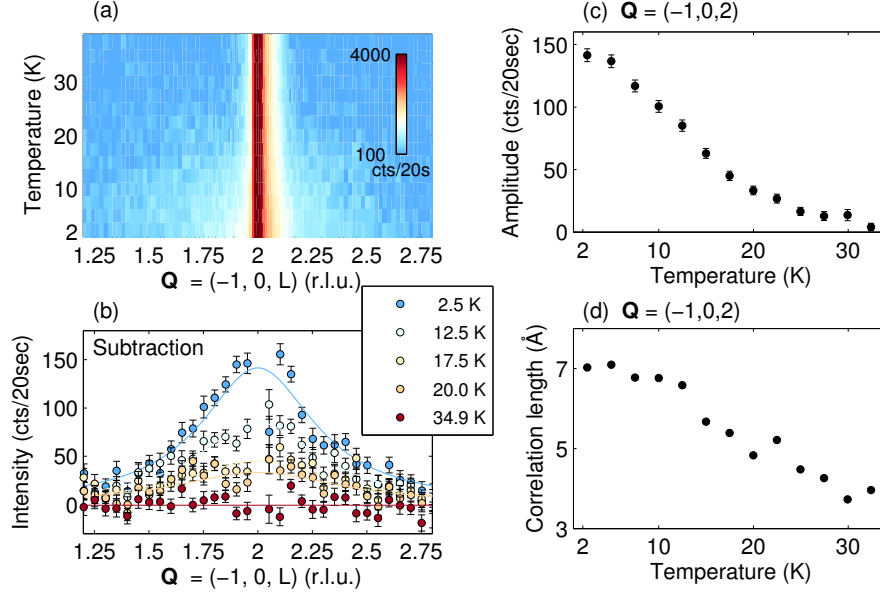 (a)
Temperature (K)
30
20
10
2
4000
100
cts/20s
1.25 1.5 1.75 2 2.25 2.5 2.75
Q = (−1, 0, L) (r.l.u.)
(b)
Subtraction
Intensity (cts/20sec)
150
100
50
0
2.5 K
12.5 K
17.5 K
20.0 K
34.9 K
1.25 1.5 1.75 2 2.25 2.5 2.75
Q = (−1, 0, L) (r.l.u.)
(c) Q = (−1,0,2)
Amplitude (cts/20sec)
150
100
50
0
2 10 20 30
Temperature (K)
(d) Q = (−1,0,2)
Correlation length (Å)
7
5
3
2 10 20 30
Temperature (K)